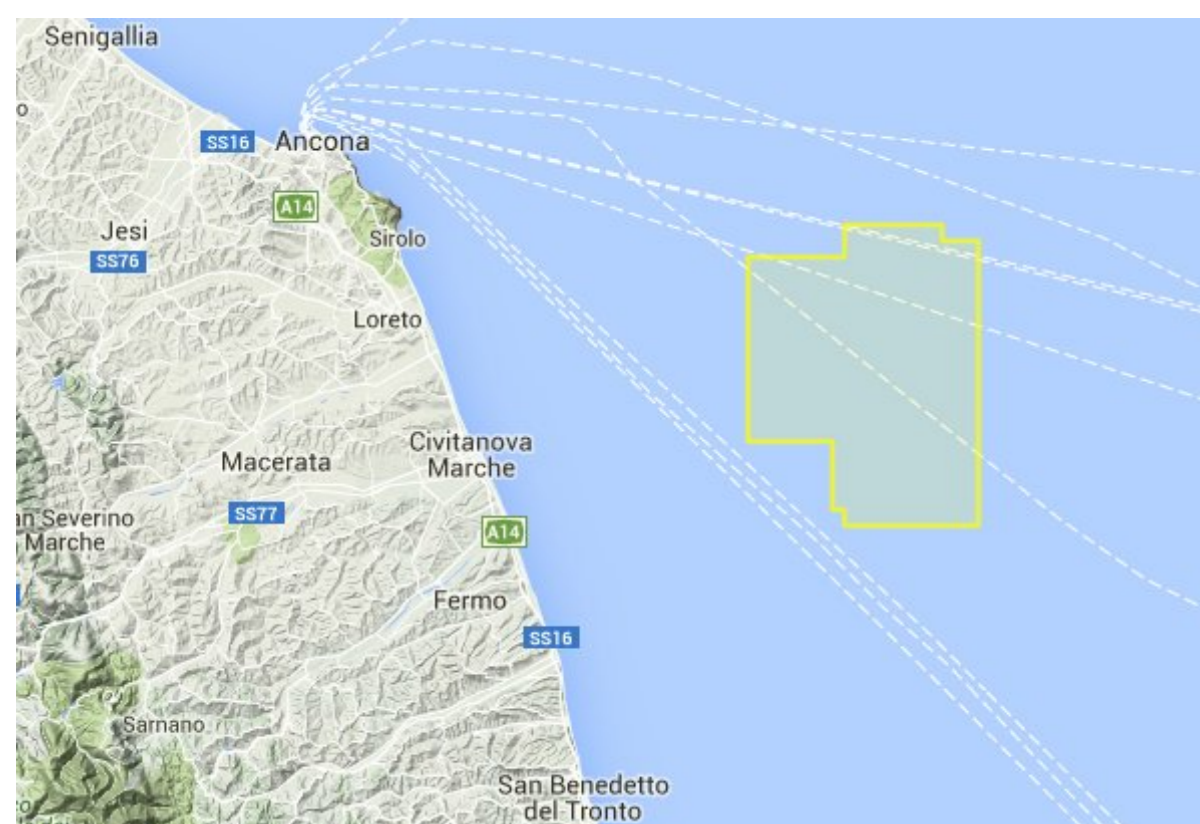 Senigallia
SS16
Ancona
A14
Jesi
Sirolo
SS76
Loreto
Civitanova
Marche
Macerata
SS77
an Severino
Marche
A14
Fermo
SS16
Sarnano
San Benedetto
del Tronto